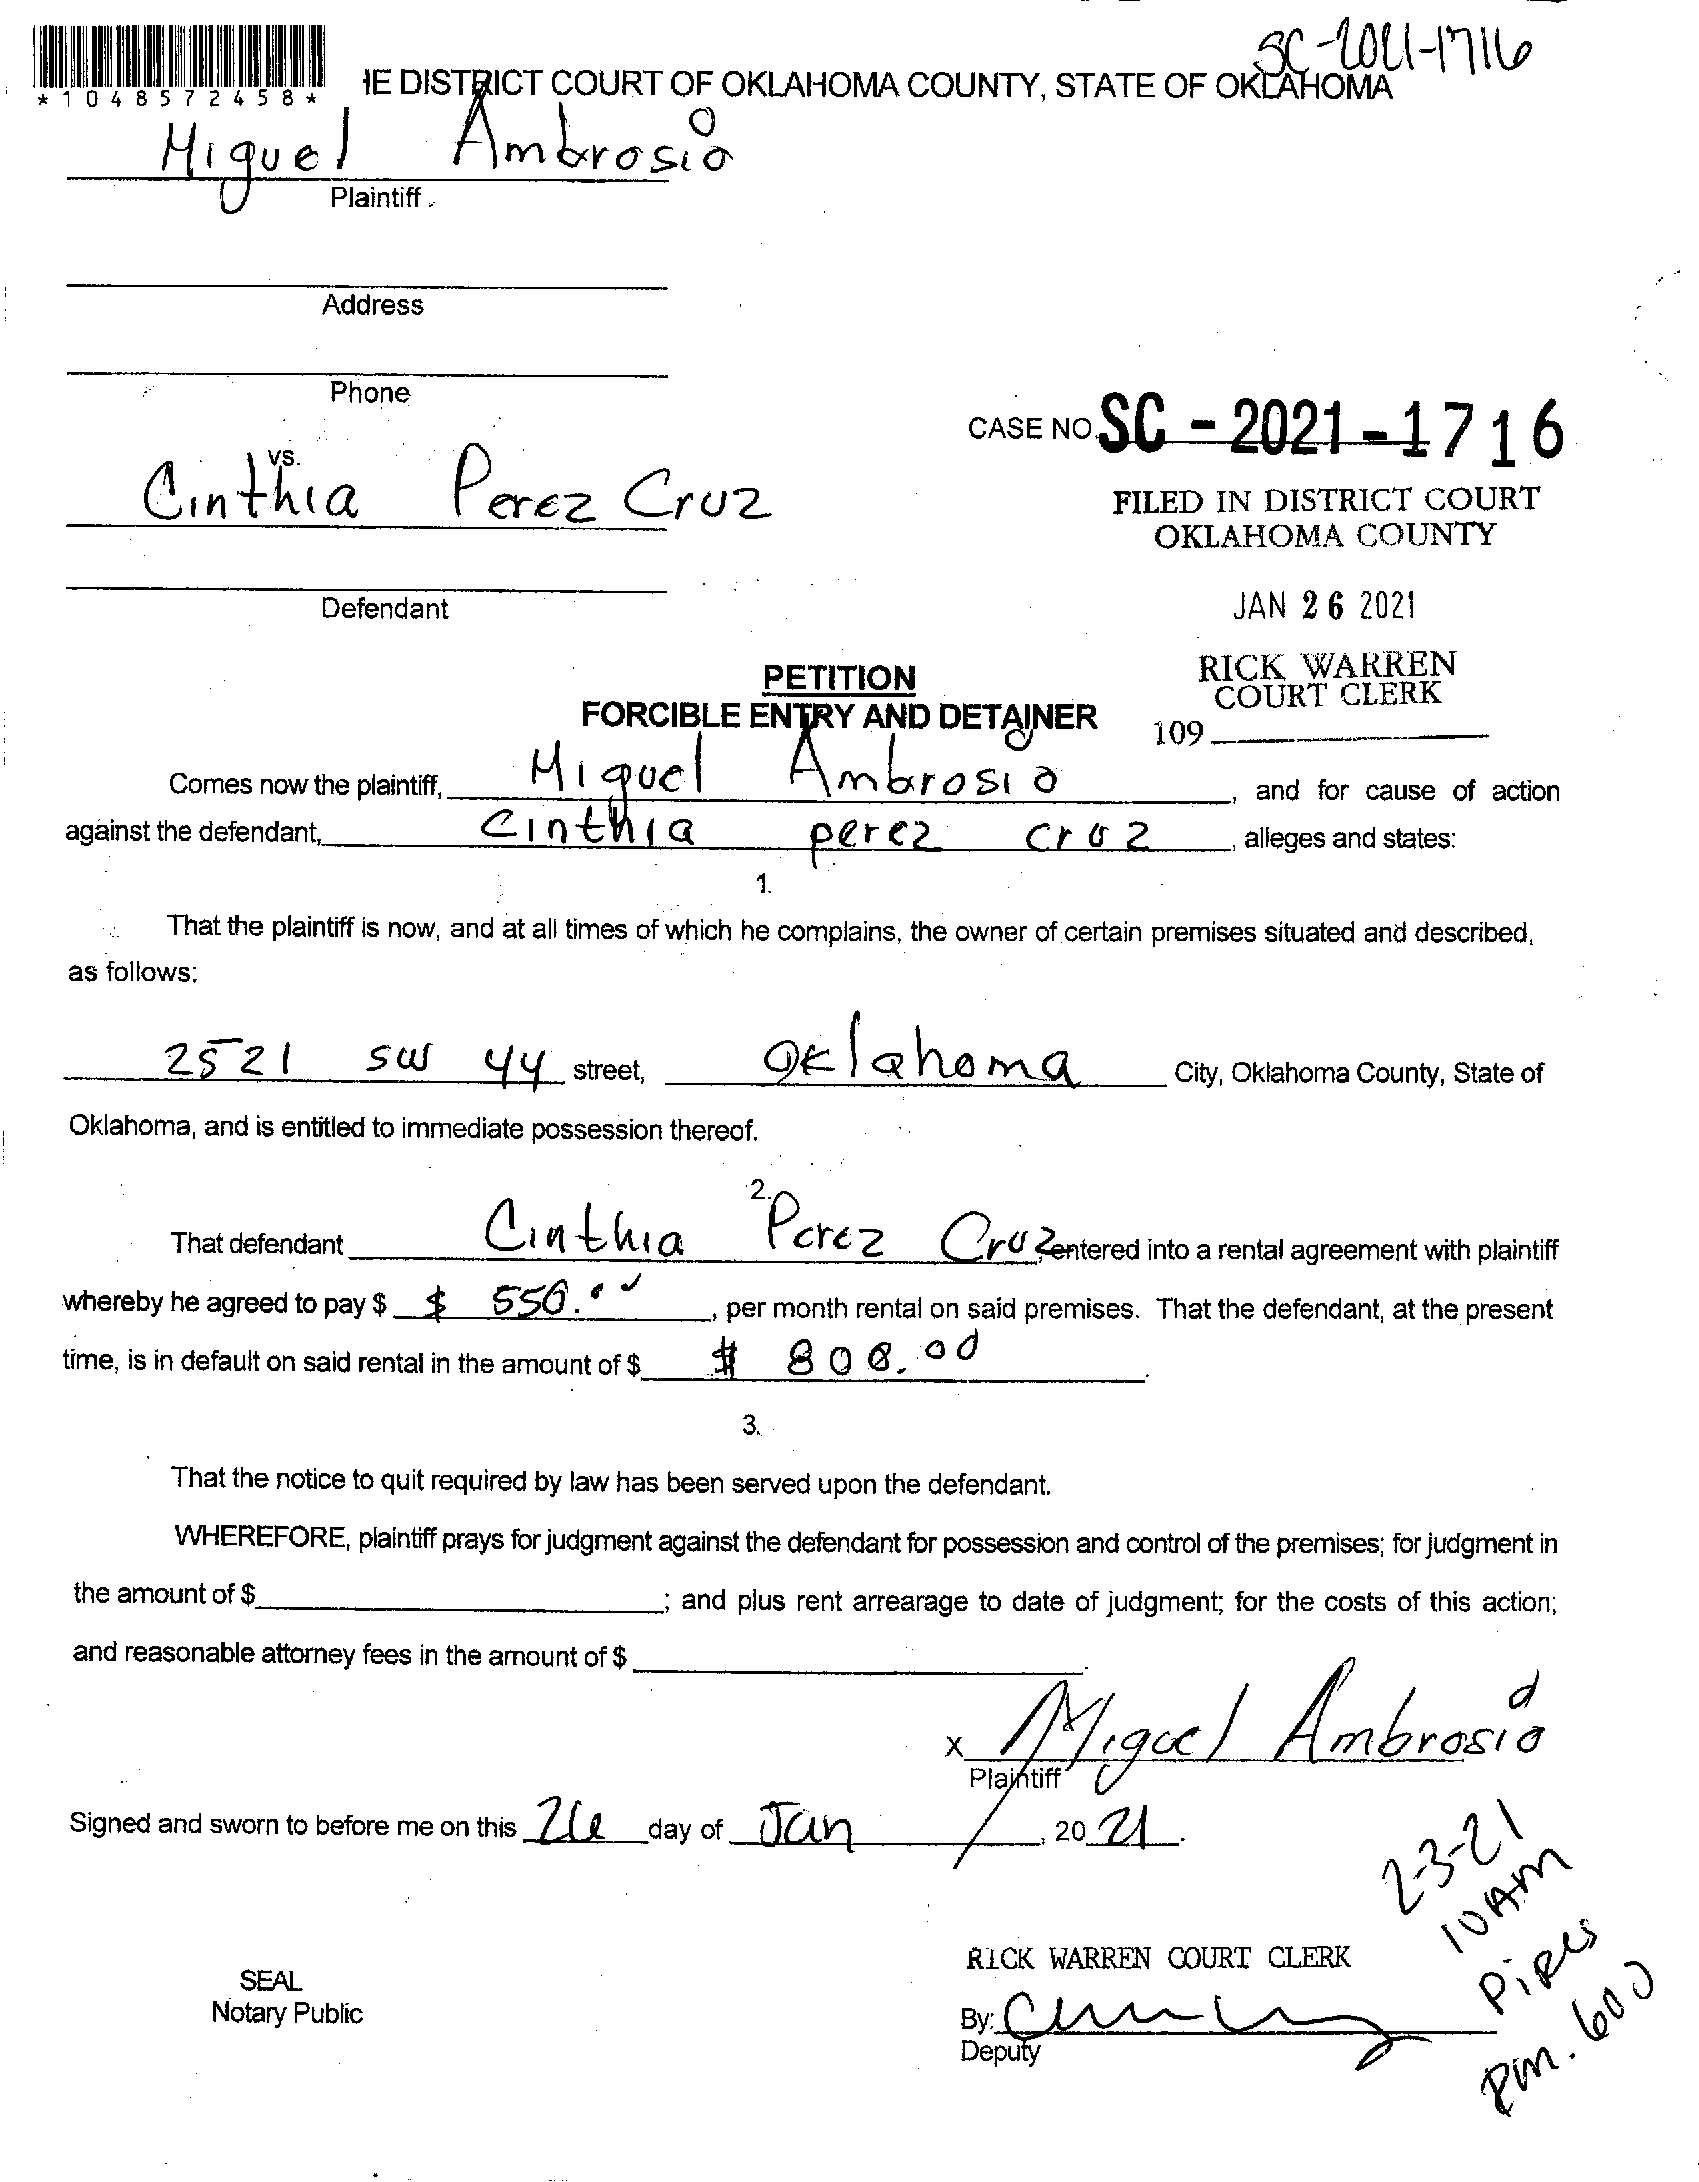 SC-2021-1716
*1048572458*
IE DISTRICT COURT OF OKLAHOMA COUNTY, STATE OF OKLAHOMA
Miguel Ambrosio
Plaintiff
Address
Phone
CASE NO. SC - 2021 - 1716
vs.
Cinthia Perez Cruz
FILED IN DISTRICT COURT
OKLAHOMA COUNTY
Defendant
JAN 26 2021
RICK WARREN
COURT CLERK
109
PETITION
FORCIBLE ENTRY AND DETAINER
Comes now the plaintiff, Miguel Ambrosio, and for cause of action
against the defendant, Cinthia perez cruz, alleges and states:
1.
That the plaintiff is now, and at all times of which he complains, the owner of certain premises situated and described,
as follows:
2521 SW 44 street, Oklahoma City, Oklahoma County, State of
Oklahoma, and is entitled to immediate possession thereof.
2.
That defendant Cinthia Perez Cruz, entered into a rental agreement with plaintiff
whereby he agreed to pay $ $ 550.00, per month rental on said premises. That the defendant, at the present
time, is in default on said rental in the amount of $ $ 800.00.
3.
That the notice to quit required by law has been served upon the defendant.
WHEREFORE, plaintiff prays for judgment against the defendant for possession and control of the premises; for judgment in
the amount of $ ; and plus rent arrearage to date of judgment; for the costs of this action;
and reasonable attorney fees in the amount of $ .
x Miguel Ambrosio
Plaintiff
Signed and sworn to before me on this 26 day of Jan, 20 21.
2-3-21
10 Am
Pires
Rm. 600
RICK WARREN COURT CLERK
SEAL
Notary Public
By:
Deputy